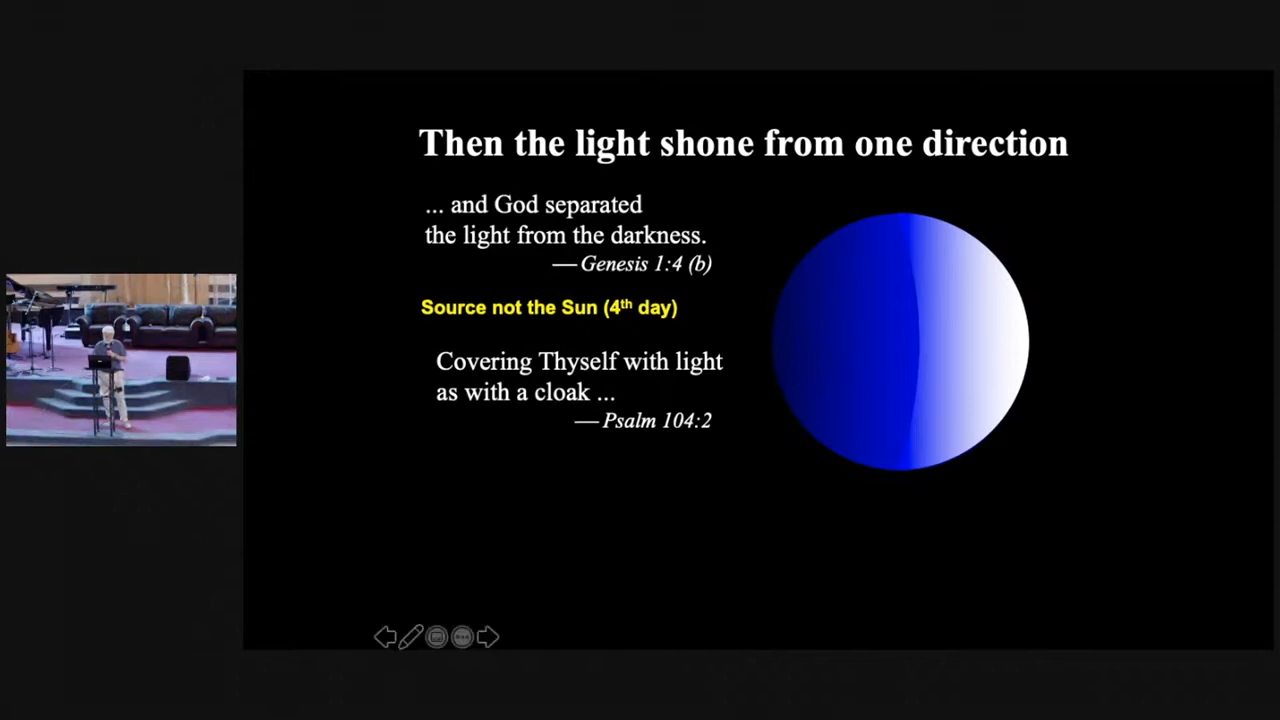 Then the light shone from one direction
... and God separated
the light from the darkness.
— Genesis 1:4 (b)
Source not the Sun (4th day)
Covering Thyself with light
as with a cloak ...
— Psalm 104:2